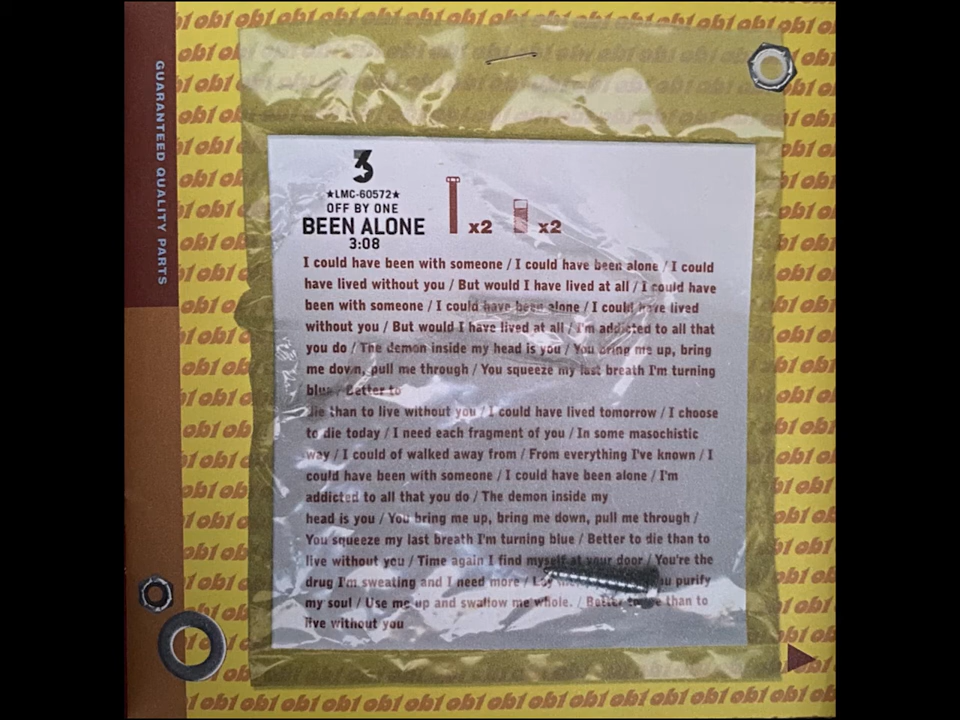 GUARANTEED QUALITY PARTS
3
★LMC-60572★
OFF BY ONE
BEEN ALONE
3:08
x2 x2
I could have been with someone / I could have been alone / I could
have lived without you / But would I have lived at all / I could have
been with someone / I could have been alone / I could have lived
without you / But would I have lived at all / I'm addicted to all that
you do / The demon inside my head is you / You bring me up, bring
me down, pull me through / You squeeze my last breath I'm turning
blue / Better to
die than to live without you / I could have lived tomorrow / I choose
to die today / I need each fragment of you / In some masochistic
way / I could of walked away from / From everything I've known / I
could have been with someone / I could have been alone / I'm
addicted to all that you do / The demon inside my
head is you / You bring me up, bring me down, pull me through /
You squeeze my last breath I'm turning blue / Better to die than to
live without you / Time again I find myself at your door / You're the
drug I'm sweating and I need more / purify
my soul / Use me up and swallow me whole. / Better to die than to
live without you
ob1